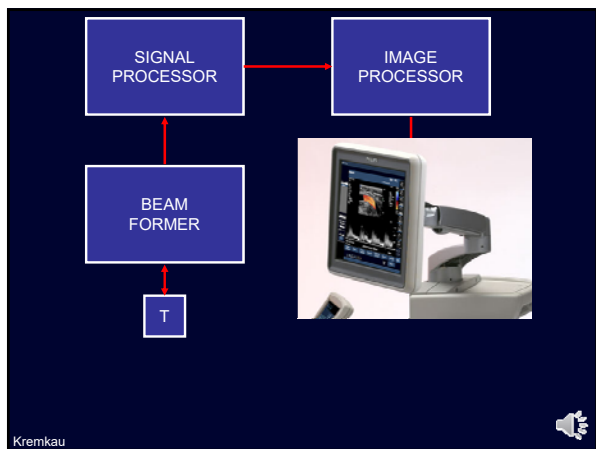 SIGNAL
PROCESSOR
IMAGE
PROCESSOR
BEAM
FORMER
T
Kremkau